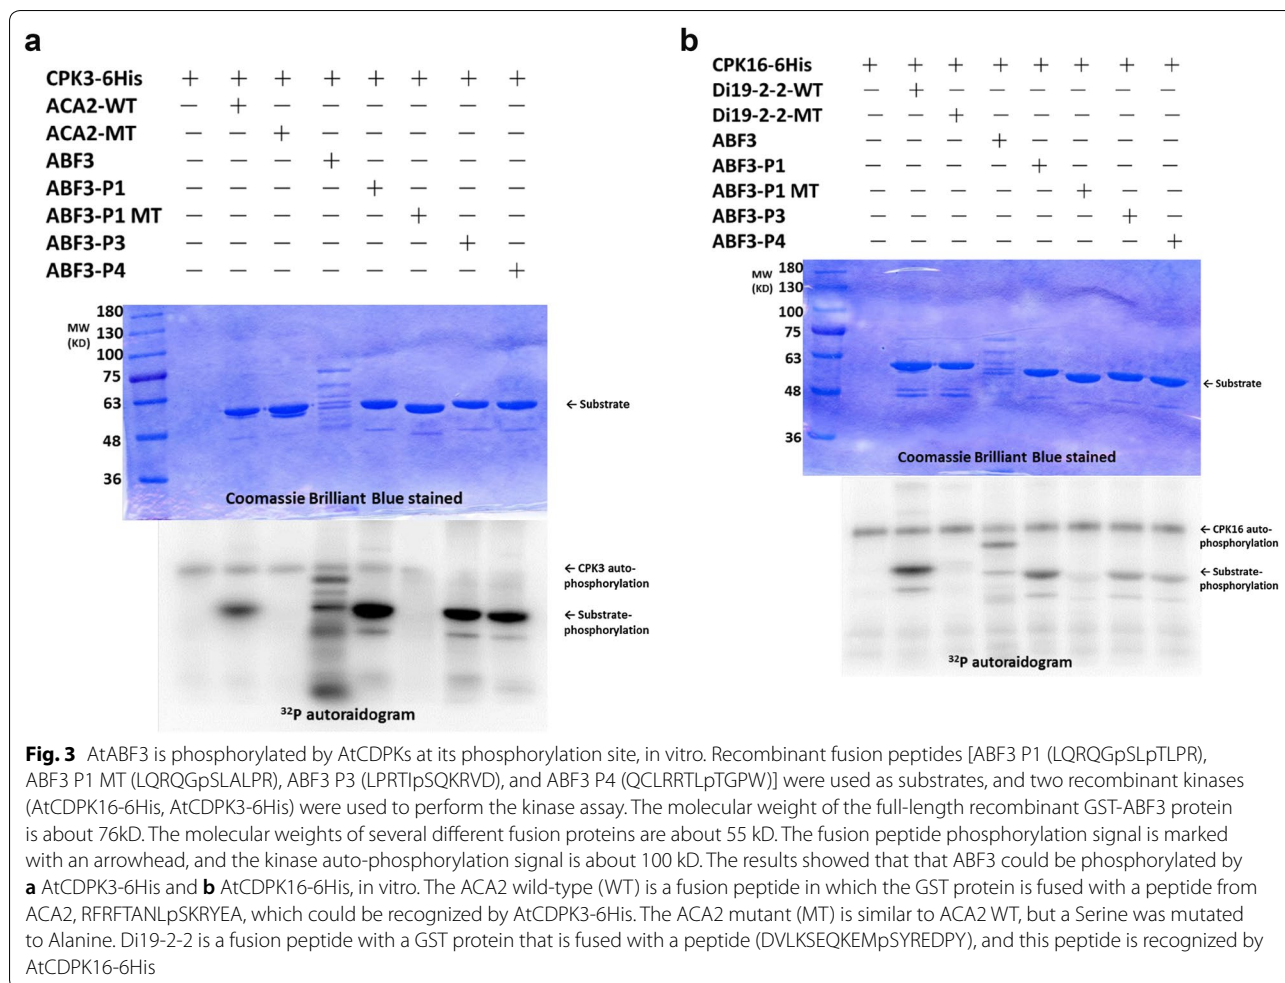 a
CPK3-6His + + + + + + + +
ACA2-WT — + — — — — — —
ACA2-MT — — + — — — — —
ABF3 — — — + — — — —
ABF3-P1 — — — — + — — —
ABF3-P1 MT — — — — — + — —
ABF3-P3 — — — — — — + —
ABF3-P4 — — — — — — — +
MW
(KD)
180
130
100
75
63
48
36
← Substrate
Coomassie Brilliant Blue stained
← CPK3 auto-
phosphorylation
← Substrate-
phosphorylation
³²P autoraidogram
b
CPK16-6His + + + + + + + +
Di19-2-2-WT — + — — — — — —
Di19-2-2-MT — — + — — — — —
ABF3 — — — + — — — —
ABF3-P1 — — — — + — — —
ABF3-P1 MT — — — — — + — —
ABF3-P3 — — — — — — + —
ABF3-P4 — — — — — — — +
MW
(KD)
180
130
100
75
63
48
36
← Substrate
Coomassie Brilliant Blue stained
← CPK16 auto-
phosphorylation
← Substrate-
phosphorylation
³²P autoraidogram
Fig. 3 AtABF3 is phosphorylated by AtCDPKs at its phosphorylation site, in vitro. Recombinant fusion peptides [ABF3 P1 (LQRQGpSLpTLPR),
ABF3 P1 MT (LQRQGpSLALPR), ABF3 P3 (LPRTIpSQKRVD), and ABF3 P4 (QCLRRTLpTGPW)] were used as substrates, and two recombinant kinases
(AtCDPK16-6His, AtCDPK3-6His) were used to perform the kinase assay. The molecular weight of the full-length recombinant GST-ABF3 protein
is about 76kD. The molecular weights of several different fusion proteins are about 55 kD. The fusion peptide phosphorylation signal is marked
with an arrowhead, and the kinase auto-phosphorylation signal is about 100 kD. The results showed that that ABF3 could be phosphorylated by
a AtCDPK3-6His and b AtCDPK16-6His, in vitro. The ACA2 wild-type (WT) is a fusion peptide in which the GST protein is fused with a peptide from
ACA2, RFRFTANLpSKRYEA, which could be recognized by AtCDPK3-6His. The ACA2 mutant (MT) is similar to ACA2 WT, but a Serine was mutated
to Alanine. Di19-2-2 is a fusion peptide with a GST protein that is fused with a peptide (DVLKSEQKEMpSYREDPY), and this peptide is recognized by
AtCDPK16-6His